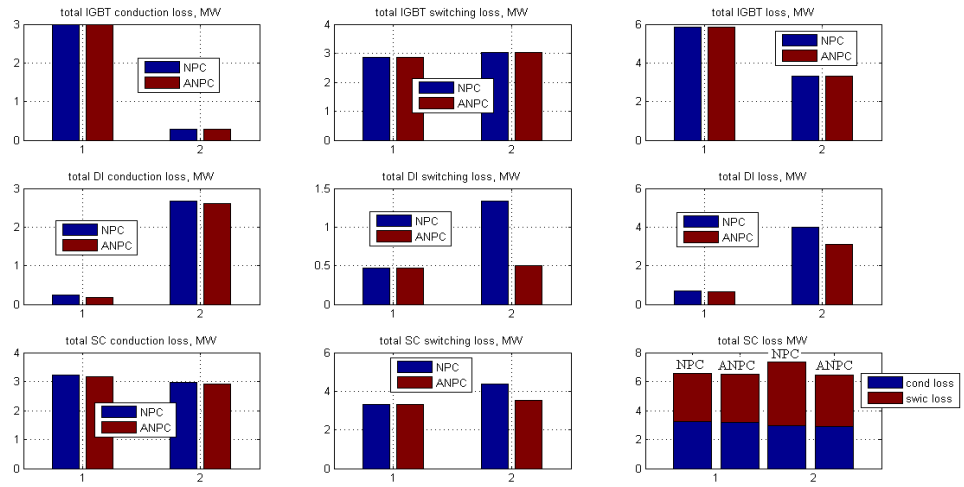 total IGBT conduction loss, MW
3
2
1
0
NPC
ANPC
1
2
total IGBT switching loss, MW
4
3
2
1
0
NPC
ANPC
1
2
total IGBT loss, MW
6
4
2
0
NPC
ANPC
1
2
total DI conduction loss, MW
3
2
1
0
NPC
ANPC
1
2
total DI switching loss, MW
1.5
1
0.5
0
NPC
ANPC
1
2
total DI loss, MW
6
4
2
0
NPC
ANPC
1
2
total SC conduction loss, MW
4
3
2
1
0
NPC
ANPC
1
2
total SC switching loss, MW
6
4
2
0
NPC
ANPC
1
2
total SC loss MW
8
6
4
2
0
NPC
ANPC
NPC
ANPC
cond loss
swic loss
1
2